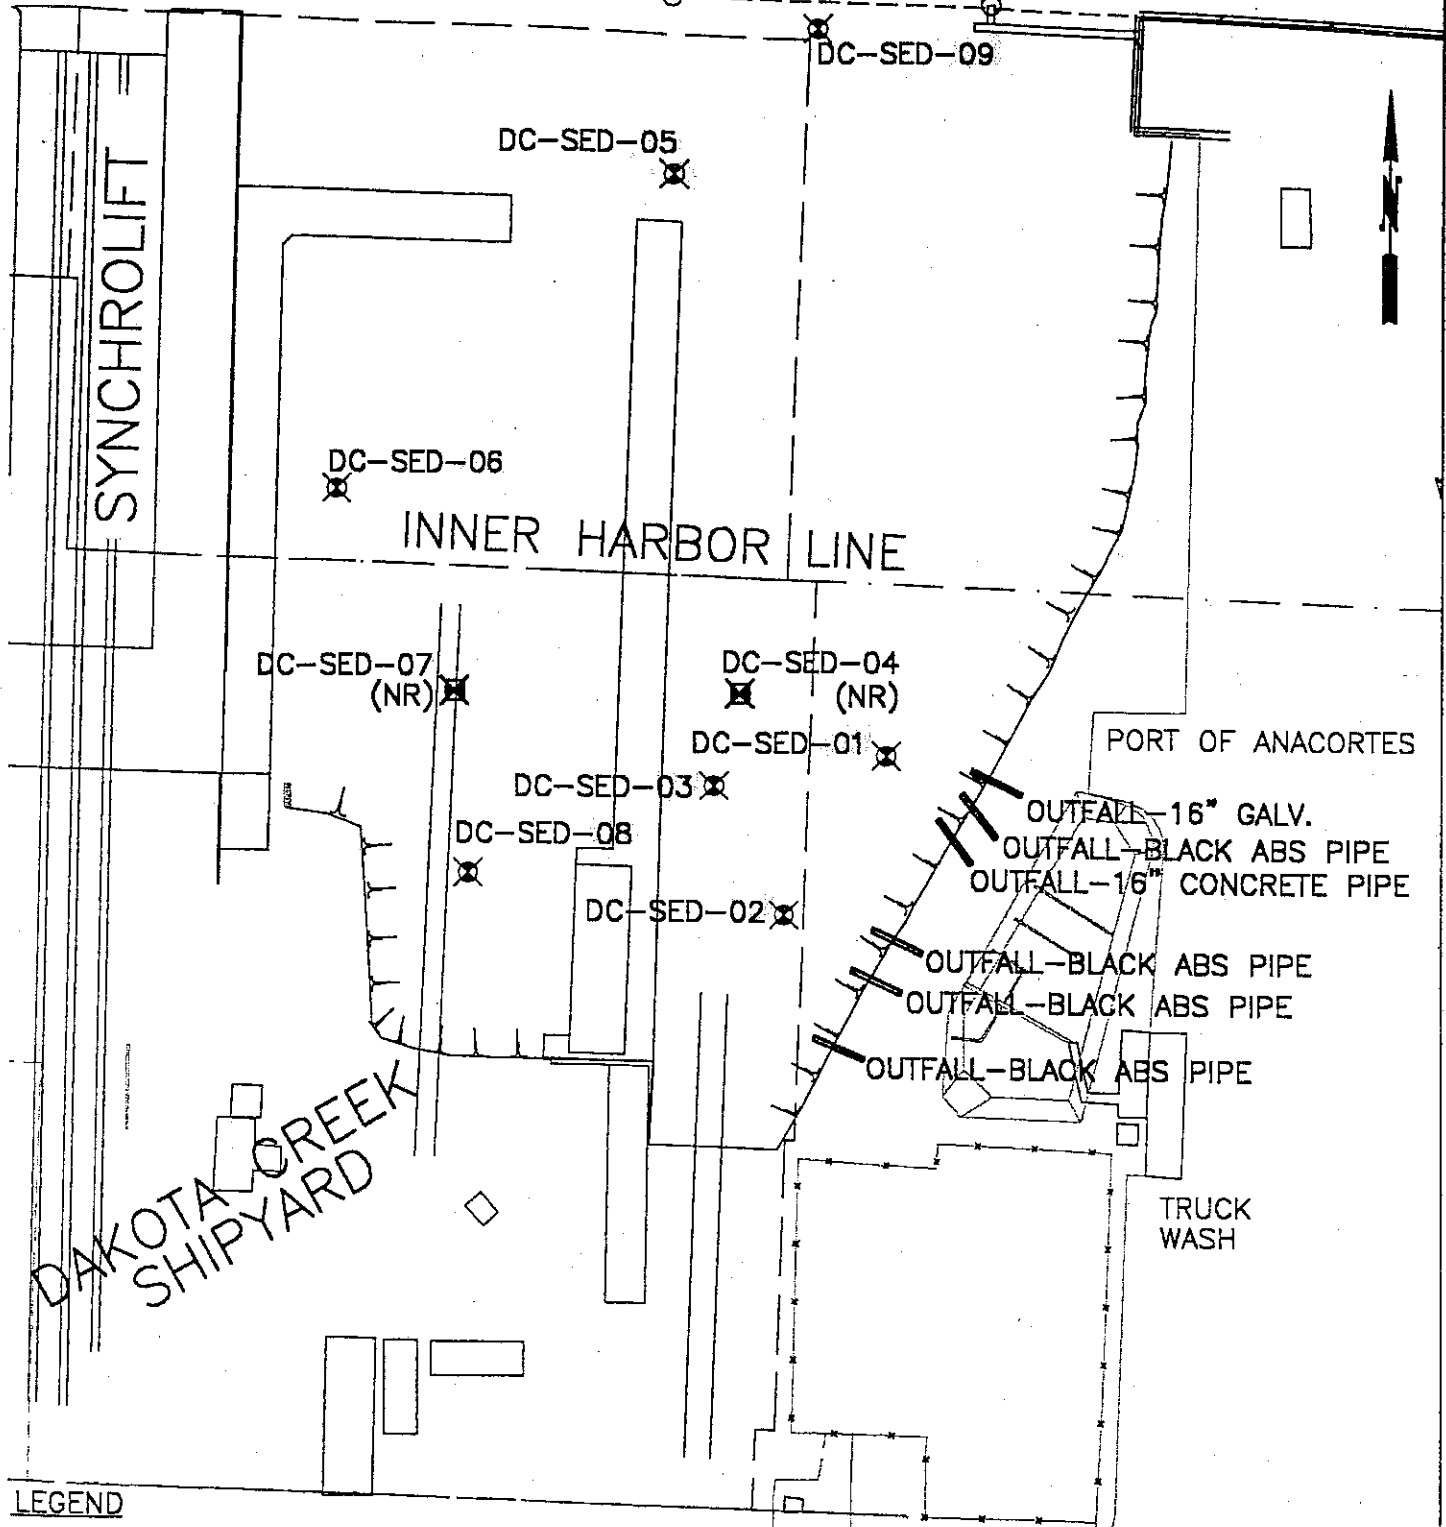 DC-SED-09
DC-SED-05
N
SYNCHROLIFT
DC-SED-06
INNER HARBOR LINE
DC-SED-07
(NR)
DC-SED-04
(NR)
DC-SED-01
PORT OF ANACORTES
DC-SED-03
OUTFALL-16" GALV.
DC-SED-08
OUTFALL-BLACK ABS PIPE
OUTFALL-16" CONCRETE PIPE
DC-SED-02
OUTFALL-BLACK ABS PIPE
OUTFALL-BLACK ABS PIPE
OUTFALL-BLACK ABS PIPE
DAKOTA CREEK
SHIPYARD
TRUCK
WASH
LEGEND